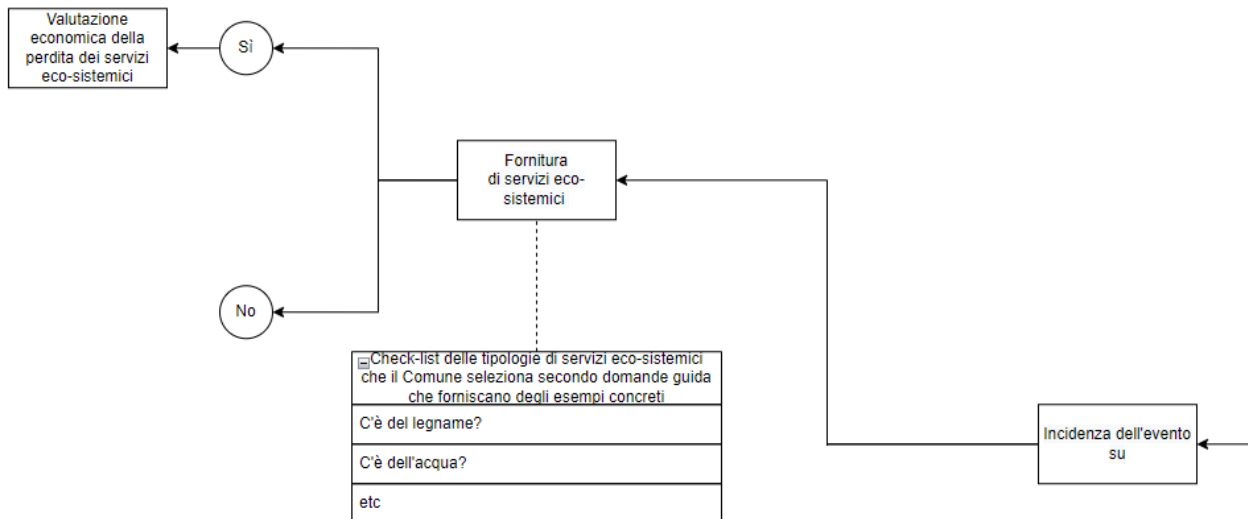 Valutazione
economica della
perdita dei servizi
eco-sistemici
Sì
Fornitura
di servizi eco-
sistemici
No
Check-list delle tipologie di servizi eco-sistemici
che il Comune seleziona secondo domande guida
che forniscano degli esempi concreti
C'è del legname?
C'è dell'acqua?
etc
Incidenza dell'evento
su